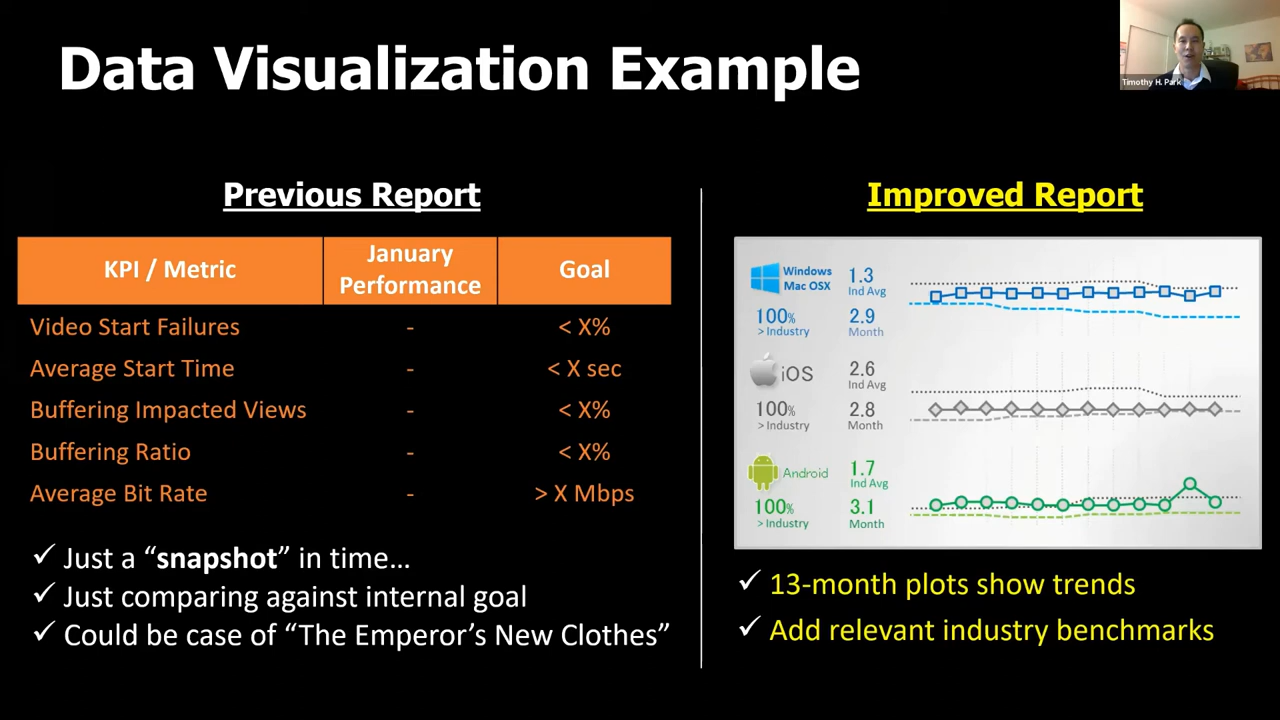 Data Visualization Example
Timothy H. Park
Previous Report
KPI / Metric
January Performance
Goal
Video Start Failures - < X%
Average Start Time - < X sec
Buffering Impacted Views - < X%
Buffering Ratio - < X%
Average Bit Rate - > X Mbps
✓ Just a “snapshot” in time…
✓ Just comparing against internal goal
✓ Could be case of “The Emperor’s New Clothes”
Improved Report
Windows
Mac OSX
1.3
Ind Avg
100%
> Industry
2.9
Month
iOS
2.6
Ind Avg
100%
> Industry
2.8
Month
Android
1.7
Ind Avg
100%
> Industry
3.1
Month
✓ 13-month plots show trends
✓ Add relevant industry benchmarks